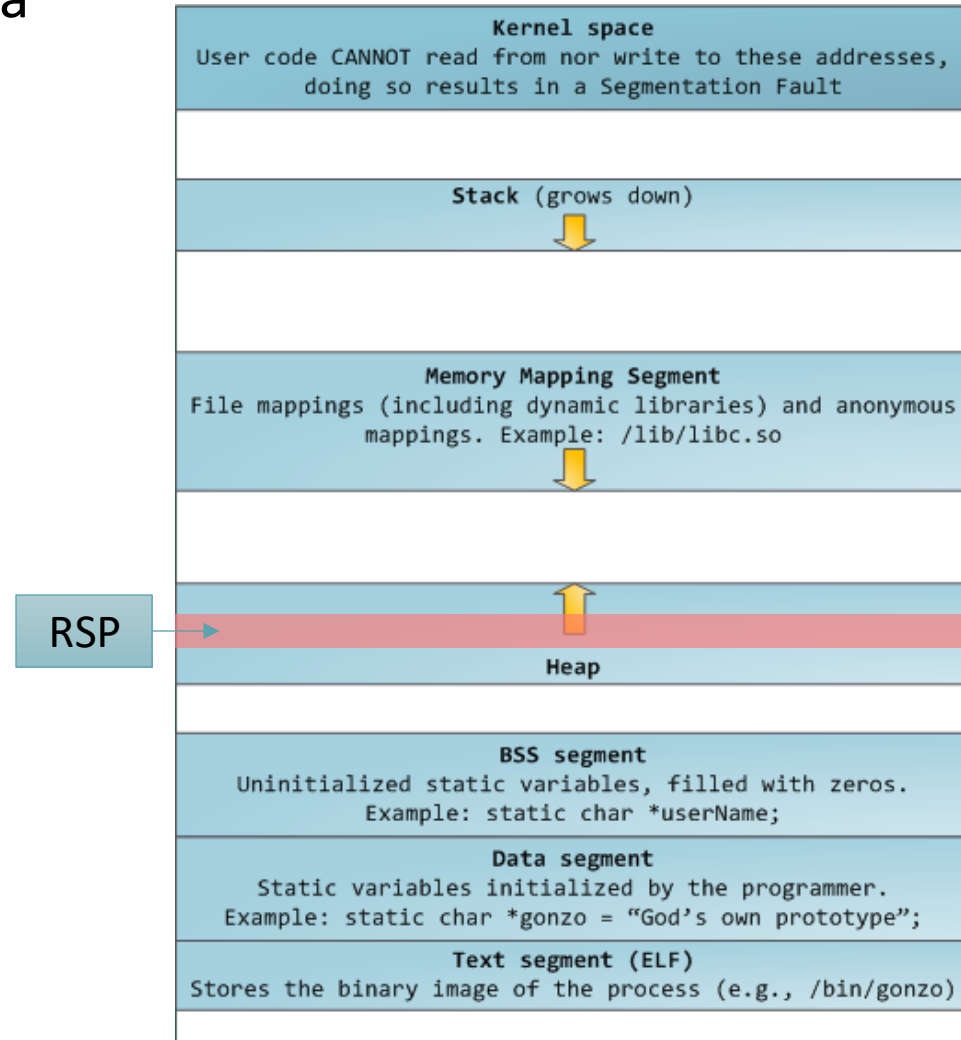 a
Kernel space
User code CANNOT read from nor write to these addresses,
doing so results in a Segmentation Fault
Stack (grows down)
Memory Mapping Segment
File mappings (including dynamic libraries) and anonymous
mappings. Example: /lib/libc.so
RSP
Heap
BSS segment
Uninitialized static variables, filled with zeros.
Example: static char *userName;
Data segment
Static variables initialized by the programmer.
Example: static char *gonzo = “God’s own prototype”;
Text segment (ELF)
Stores the binary image of the process (e.g., /bin/gonzo)